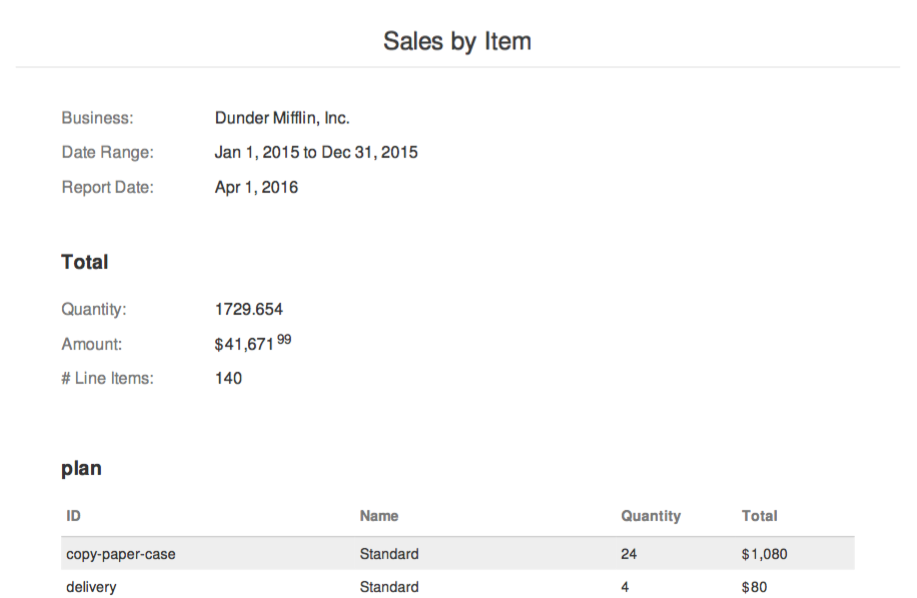 Sales by Item
Business: Dunder Mifflin, Inc.
Date Range: Jan 1, 2015 to Dec 31, 2015
Report Date: Apr 1, 2016
Total
Quantity: 1729.654
Amount: $41,671 99
# Line Items: 140
plan
ID Name Quantity Total
copy-paper-case Standard 24 $1,080
delivery Standard 4 $80